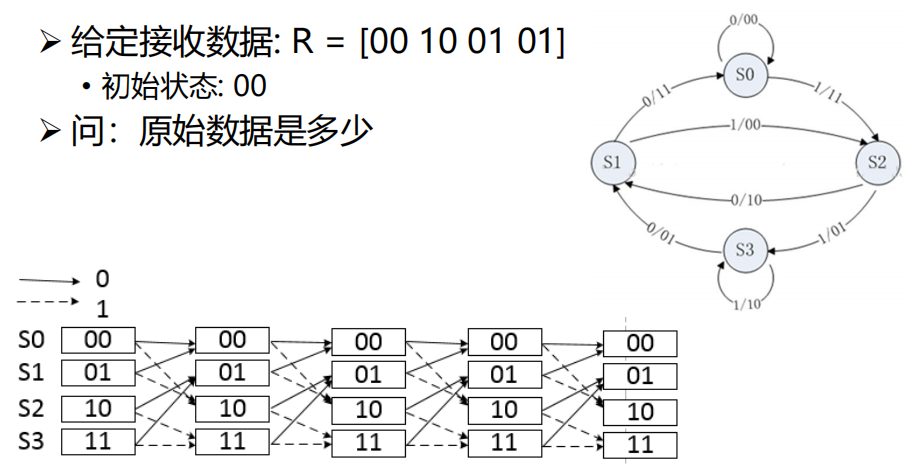 ➢ 给定接收数据: R = [00 10 01 01]
• 初始状态: 00
➢ 问：原始数据是多少
0/00
S0
0/11
1/11
1/00
S1
S2
0/10
0/01
1/01
S3
1/10
0
1
S0 00 00 00 00 00
S1 01 01 01 01 01
S2 10 10 10 10 10
S3 11 11 11 11 11